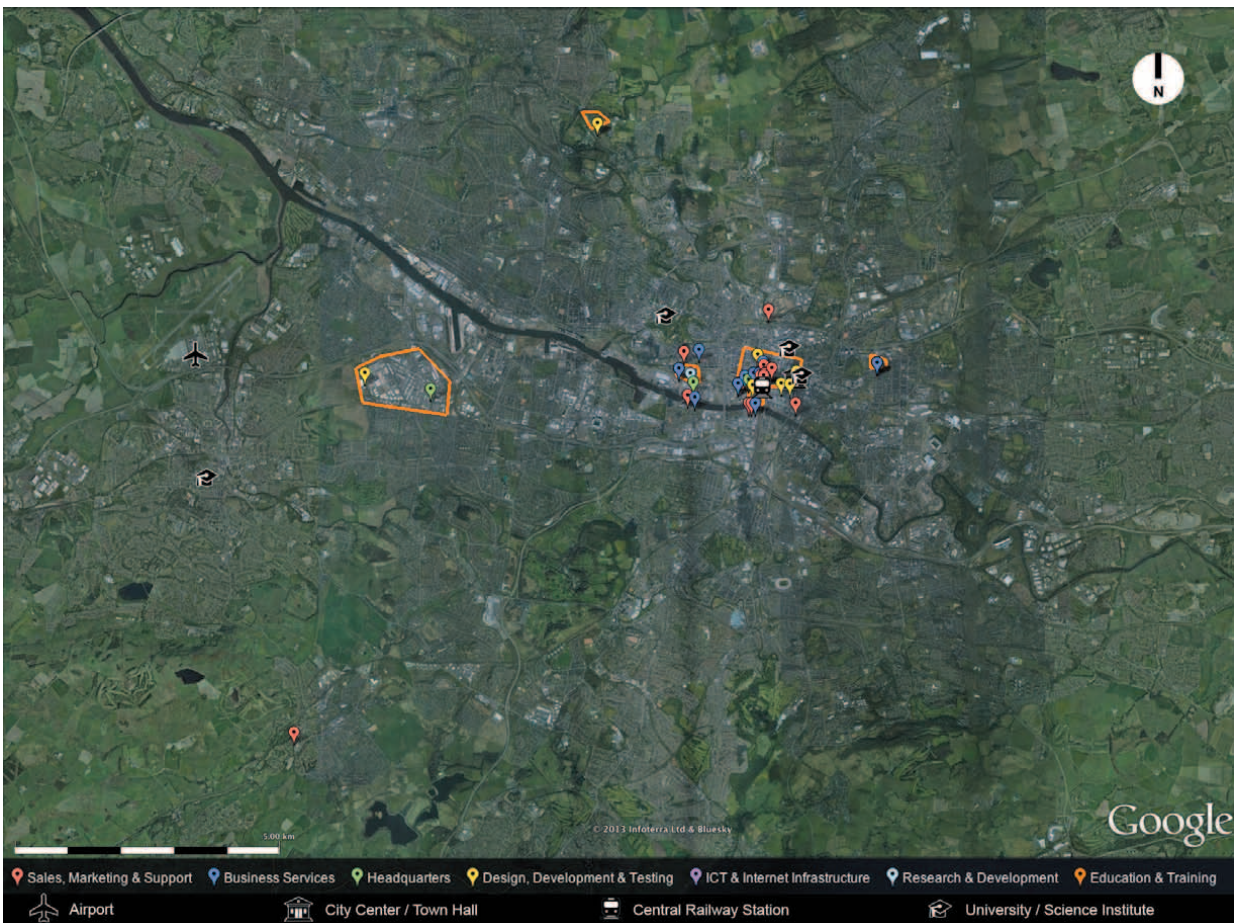 N
5.00 km
© 2013 Infoterra Ltd & Bluesky
Google
Sales, Marketing & Support Business Services Headquarters Design, Development & Testing ICT & Internet Infrastructure Research & Development Education & Training
Airport City Center / Town Hall Central Railway Station University / Science Institute